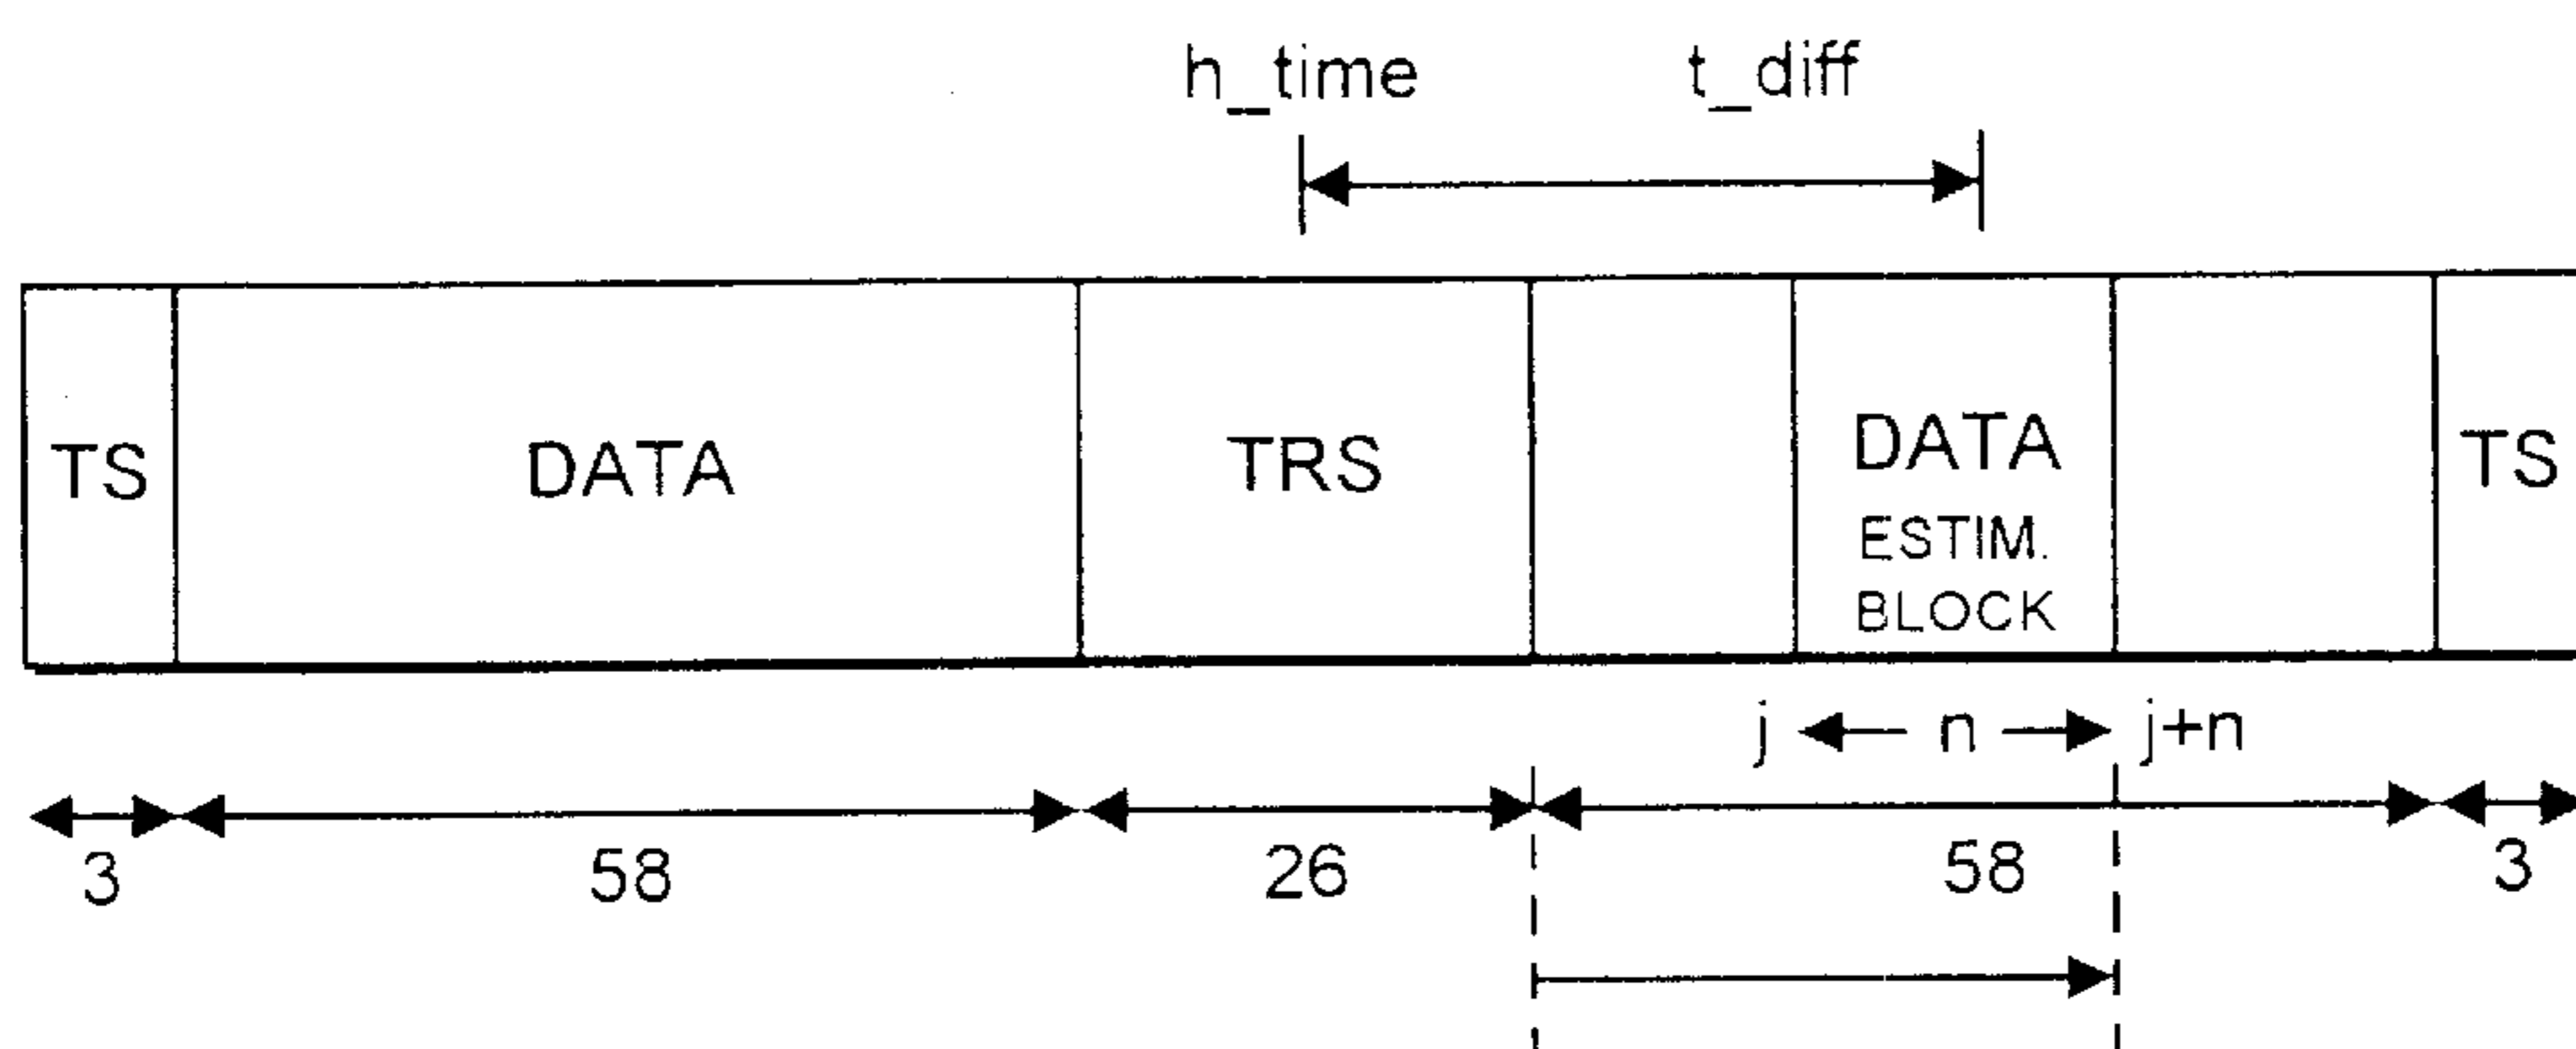 h_time t_diff
TS DATA TRS DATA TS
ESTIM.
BLOCK
j n j+n
3 58 26 58 3